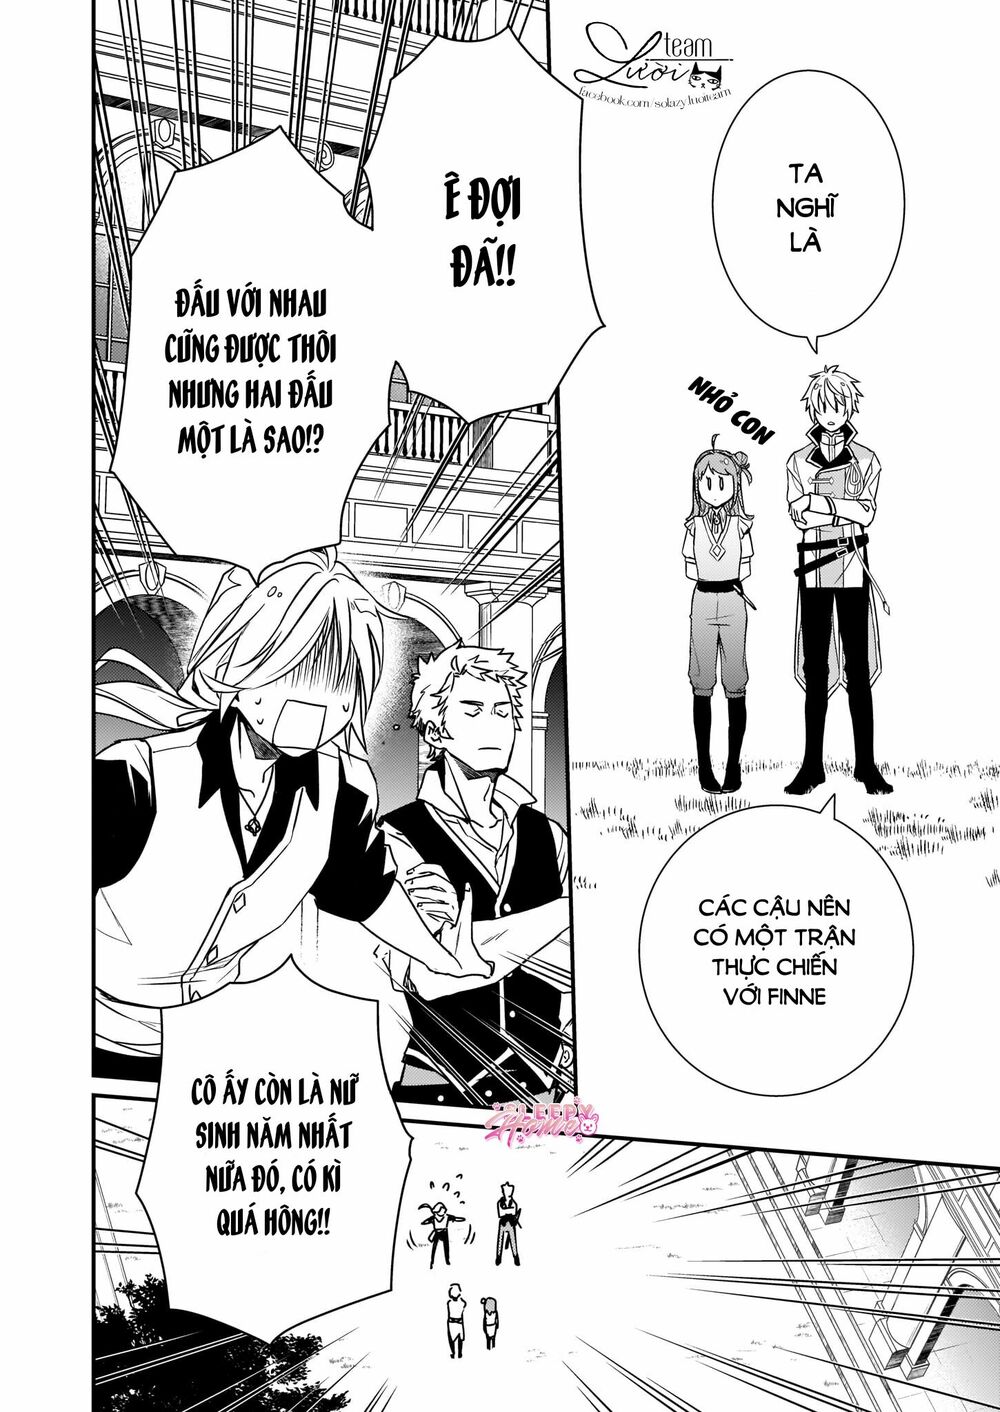 team
Lười
facebook.com/solazy.luoiteam
TA
NGHĨ
LÀ
NHỎ CON
CÁC CẬU NÊN
CÓ MỘT TRẬN
THỰC CHIẾN
VỚI FINNE
Ê ĐỢI
ĐÃ!!
ĐẤU VỚI NHAU
CŨNG ĐƯỢC THÔI
NHƯNG HAI ĐẤU
MỘT LÀ SAO!?
CÔ ẤY CÒN LÀ NỮ
SINH NĂM NHẤT
NỮA ĐÓ, CÓ KÌ
QUÁ HÔNG!!
SLEEPY
Home